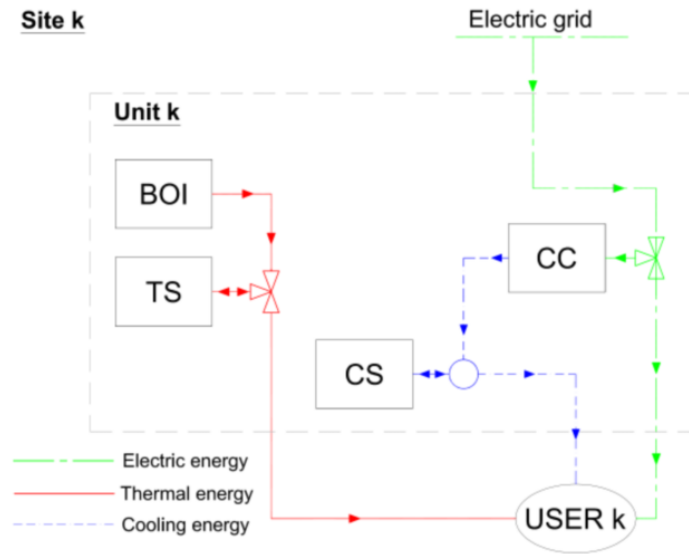 Site k
Electric grid
Unit k
BOI
CC
TS
CS
Electric energy
Thermal energy
Cooling energy
USER k